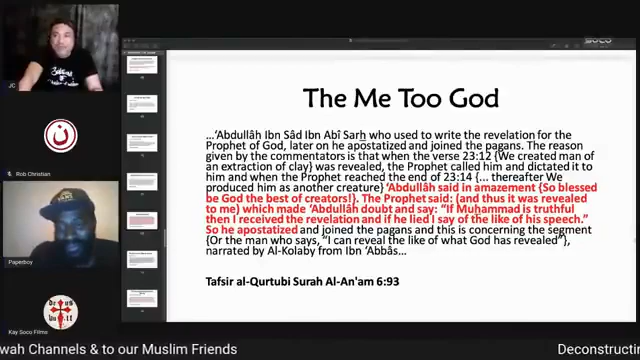 JC
SOCO
The Me Too God
…‘Abdullâh Ibn Sâd Ibn Abî Sarh who used to write the revelation for the
Prophet of God, later on he apostatized and joined the pagans. The reason
given by the commentators is that when the verse 23:12 {We created man of
an extraction of clay} was revealed, the Prophet called him and dictated it to
him and when the Prophet reached the end of 23:14 {... thereafter We
produced him as another creature} ‘Abdullâh said in amazement {So blessed
be God the best of creators!}. The Prophet said: (and thus it was revealed
to me) which made ‘Abdullâh doubt and say: “If Muhammad is truthful
then I received the revelation and if he lied I say of the like of his speech.”
So he apostatized and joined the pagans and this is concerning the segment
{Or the man who says, “I can reveal the like of what God has revealed”},
narrated by Al-Kolaby from Ibn ‘Abbâs…
Tafsir al-Qurtubi Surah Al-An'am 6:93
Rob Christian
Paperboy
Kay Soco Films
wah Channels & to our Muslim Friends
Deconstructin